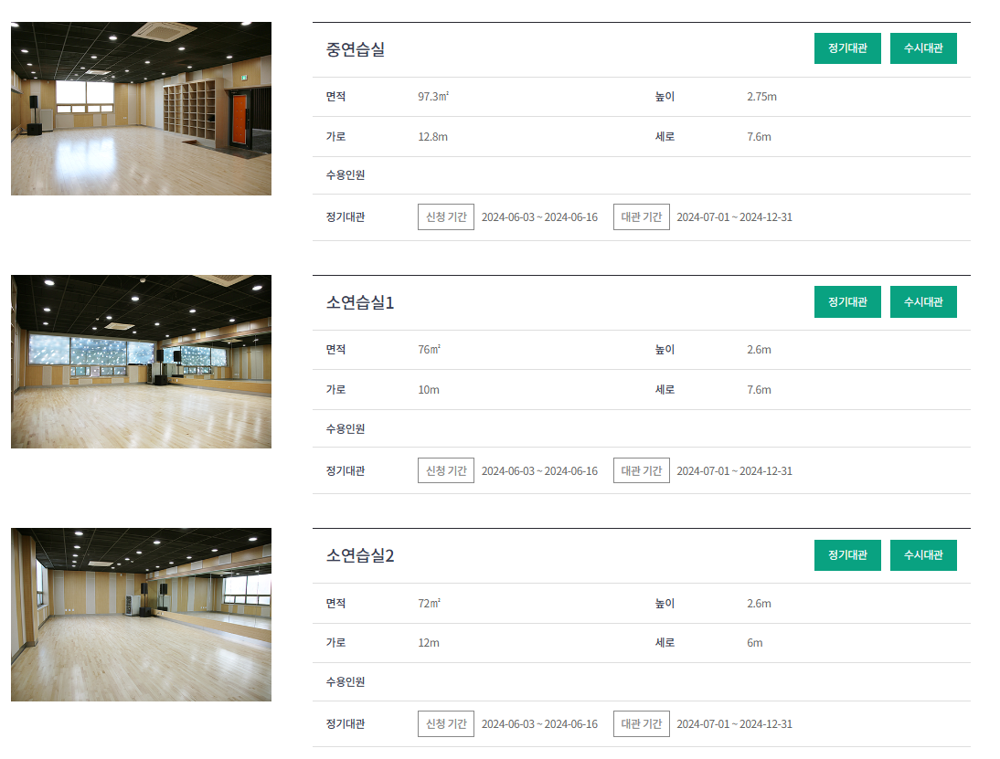 중연습실 정기대관 수시대관
면적 97.3㎡ 높이 2.75m
가로 12.8m 세로 7.6m
수용인원
정기대관 신청 기간 2024-06-03 ~ 2024-06-16 대관 기간 2024-07-01 ~ 2024-12-31
소연습실1 정기대관 수시대관
면적 76㎡ 높이 2.6m
가로 10m 세로 7.6m
수용인원
정기대관 신청 기간 2024-06-03 ~ 2024-06-16 대관 기간 2024-07-01 ~ 2024-12-31
소연습실2 정기대관 수시대관
면적 72㎡ 높이 2.6m
가로 12m 세로 6m
수용인원
정기대관 신청 기간 2024-06-03 ~ 2024-06-16 대관 기간 2024-07-01 ~ 2024-12-31